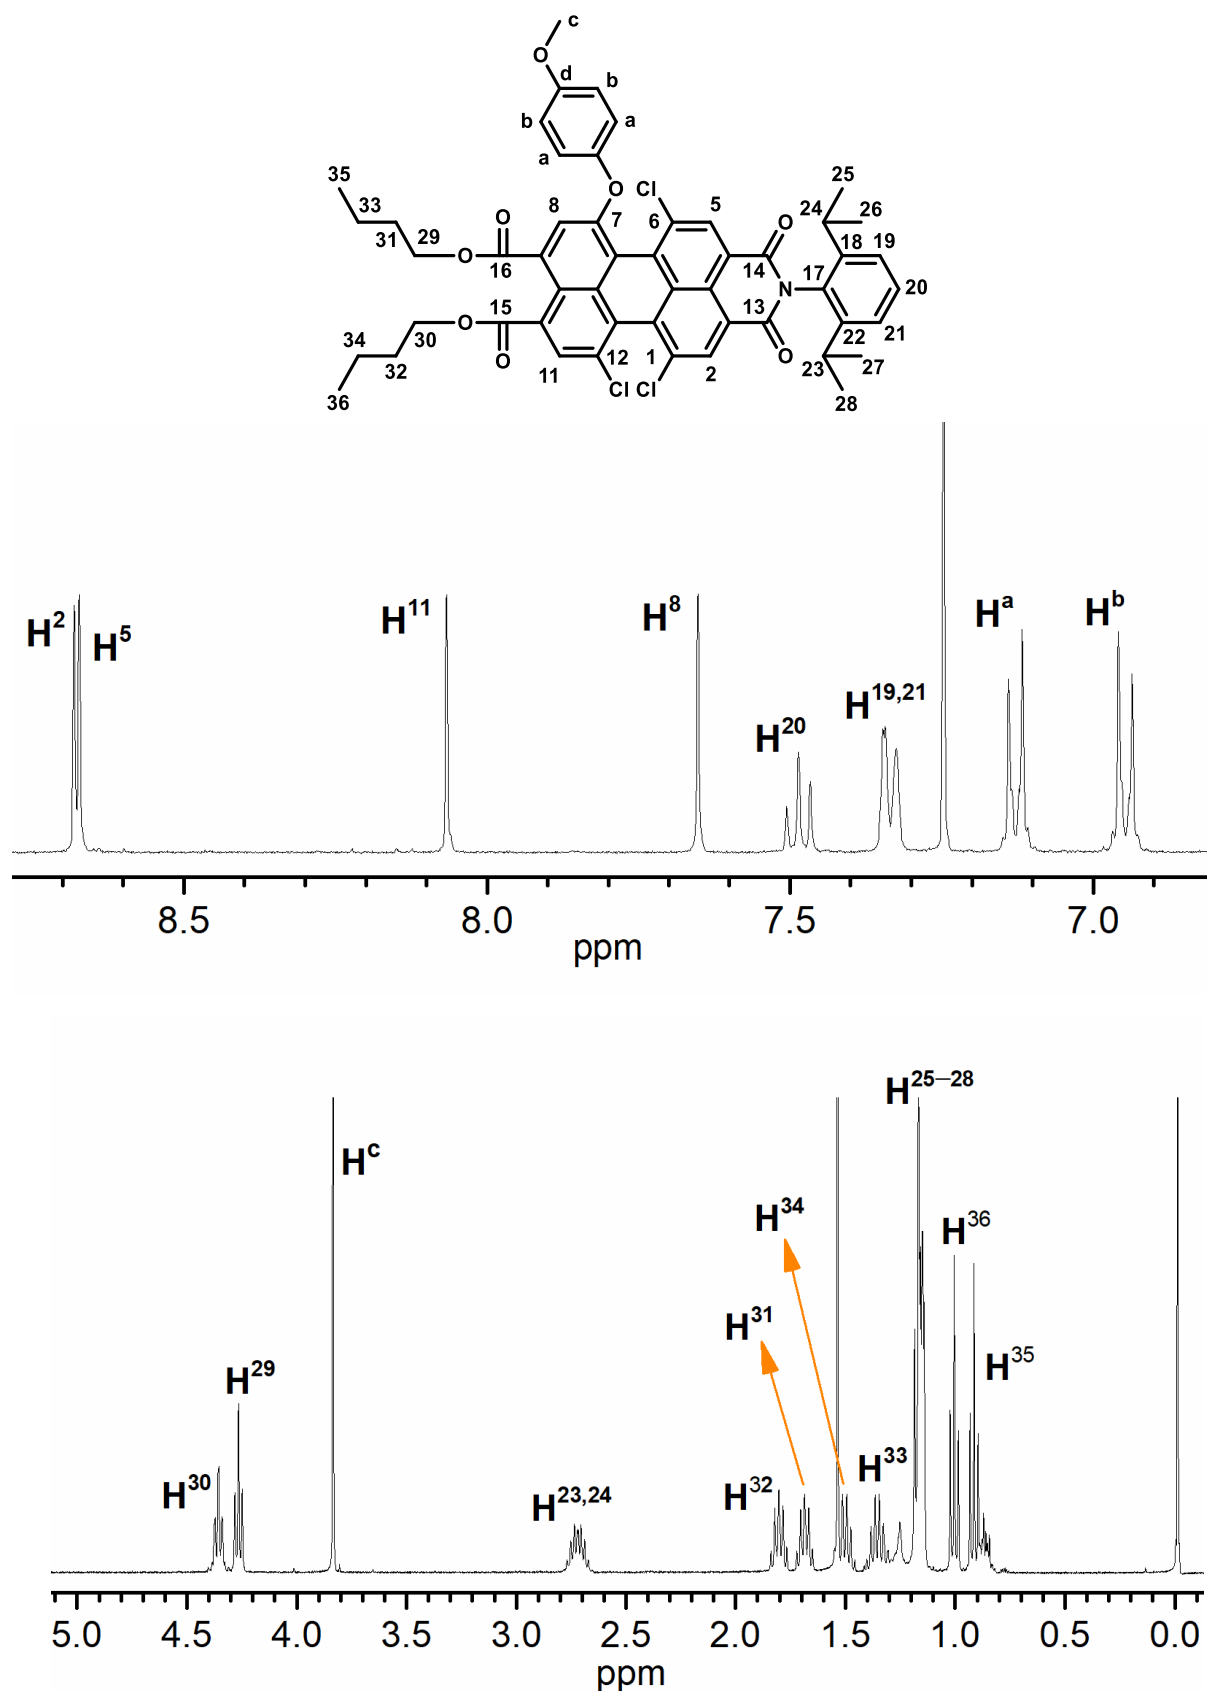 c
O
d b
b a
a
35 O Cl 25
33 O 8 7 6 5 O 24 26
31 29 O 16 14 17 18 19
N 20
15 13
34 30 O 12 1 22 21
32 O 11 Cl Cl 2 O 23 27
36 28
H2 H5 H11 H8 H20 H19,21 Ha Hb
8.5 8.0 7.5 7.0
ppm
H25–28
Hc
H34 H36
H31
H29 H35
H30 H23,24 H32 H33
5.0 4.5 4.0 3.5 3.0 2.5 2.0 1.5 1.0 0.5 0.0
ppm